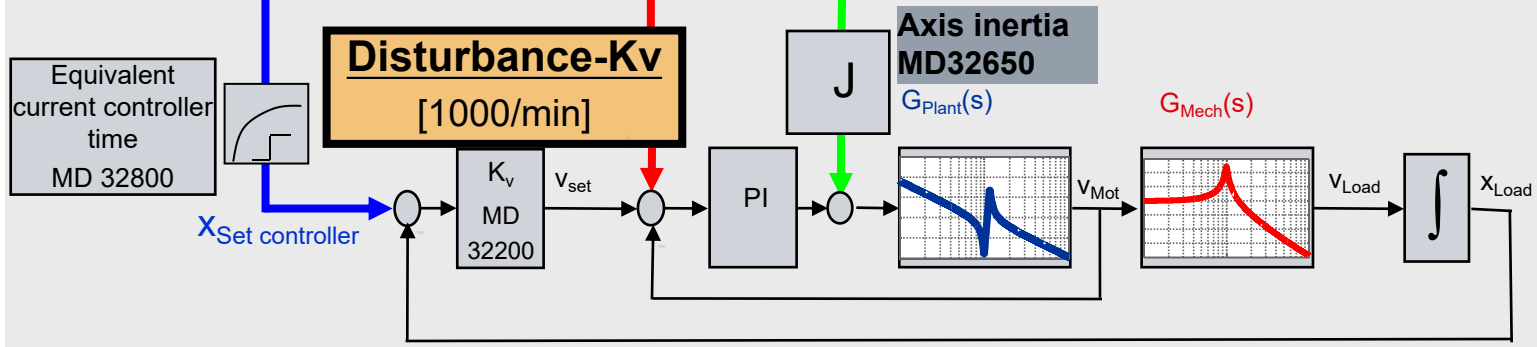 Equivalent
current controller
time
MD 32800
Disturbance-Kv
[1000/min]
J
Axis inertia
MD32650
G_Plant(s)
G_Mech(s)
K_v
MD
32200
v_set
PI
v_Mot
v_Load
∫
x_Load
x_Set controller